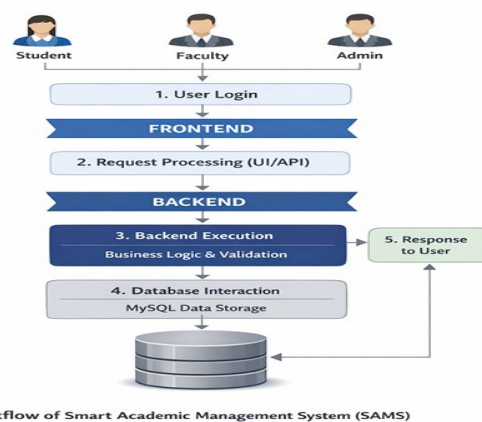 Student Faculty Admin
1. User Login
FRONTEND
2. Request Processing (UI/API)
BACKEND
3. Backend Execution
Business Logic & Validation
5. Response
to User
4. Database Interaction
MySQL Data Storage
of Smart Academic Management System (SAMS)